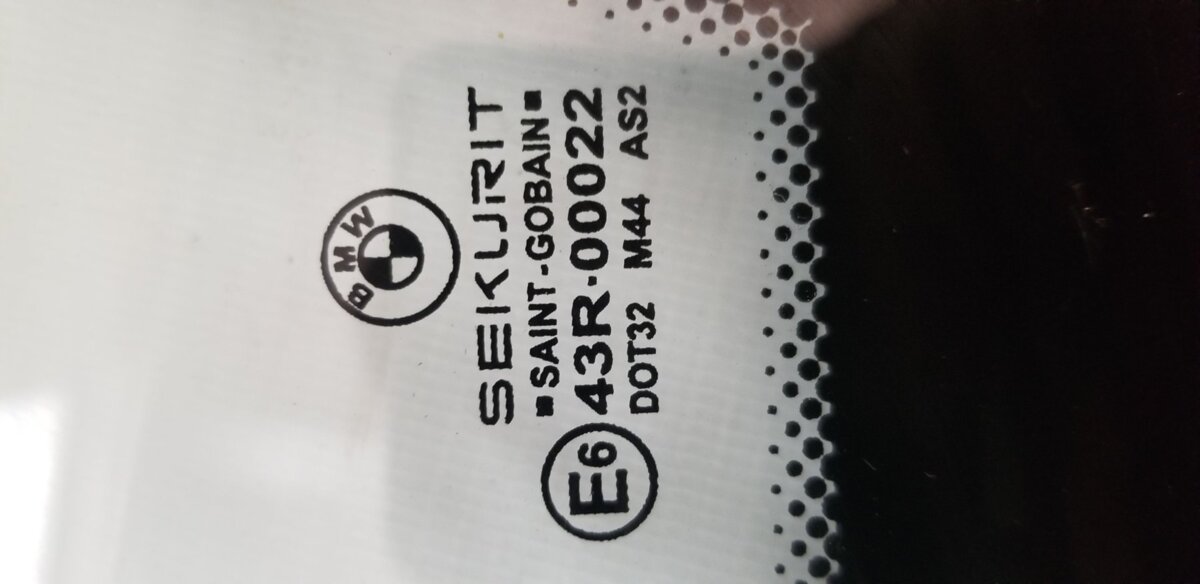 BMW
SEKURIT
▪SAINT-GOBAIN▪
E6 43R-00022
DOT32 M44 AS2